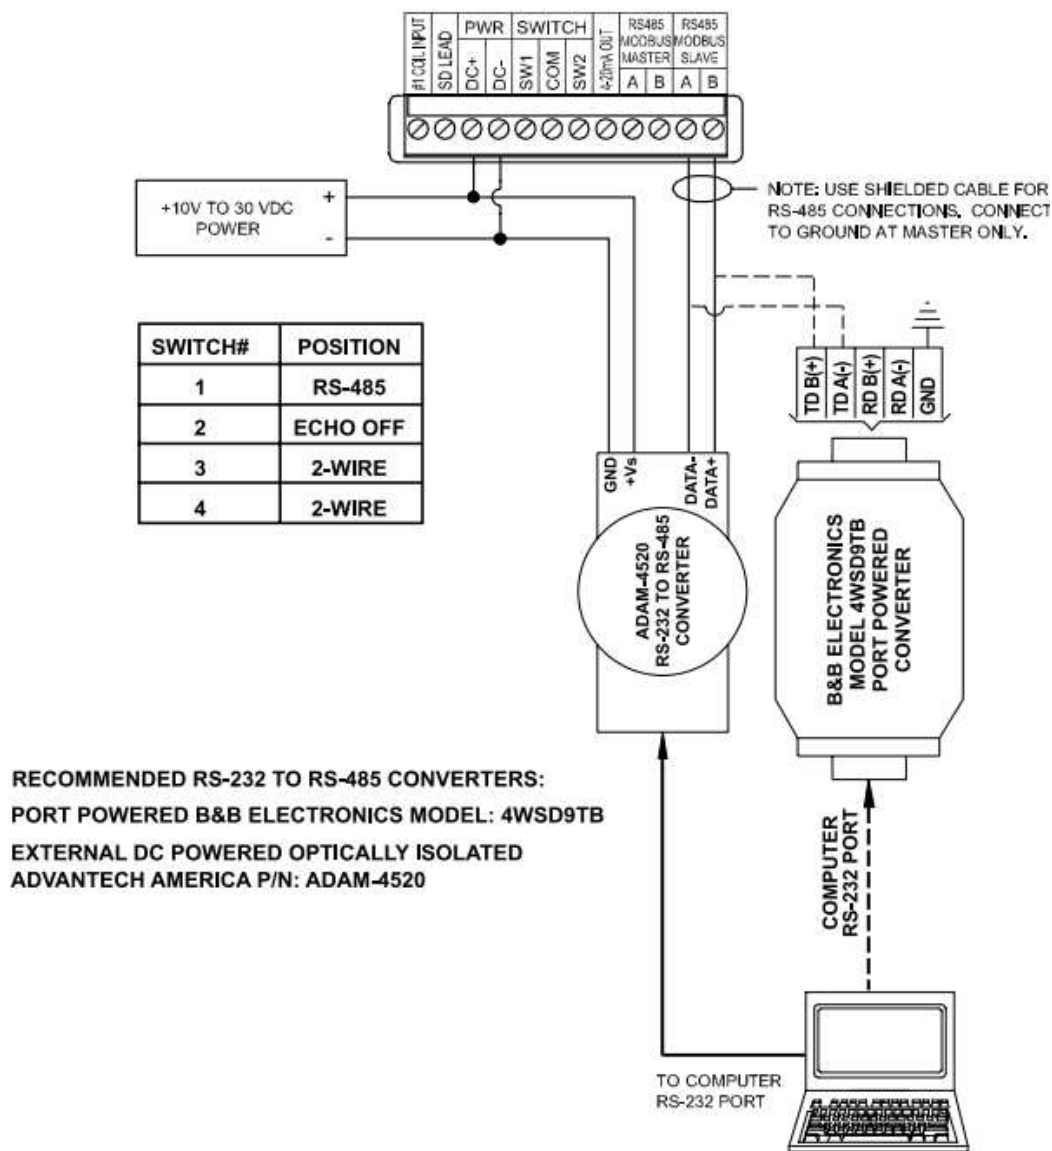 #1 COIL INPUT
SD LEAD
PWR
DC+
DC-
SWITCH
SW1
COM
SW2
4-20mA OUT
RS485
MODBUS
MASTER
A B
RS485
MODBUS
SLAVE
A B
+10V TO 30 VDC
POWER
+
-
NOTE: USE SHIELDED CABLE FOR
RS-485 CONNECTIONS. CONNECT
TO GROUND AT MASTER ONLY.
SWITCH# POSITION
1 RS-485
2 ECHO OFF
3 2-WIRE
4 2-WIRE
TD B(+)
TD A(-)
RD B(+)
RD A(-)
GND
GND
+Vs
DATA-
DATA+
ADAM-4520
RS-232 TO RS-485
CONVERTER
B&B ELECTRONICS
MODEL 4WSD9TB
PORT POWERED
CONVERTER
RECOMMENDED RS-232 TO RS-485 CONVERTERS:
PORT POWERED B&B ELECTRONICS MODEL: 4WSD9TB
EXTERNAL DC POWERED OPTICALLY ISOLATED
ADVANTECH AMERICA P/N: ADAM-4520
COMPUTER
RS-232 PORT
TO COMPUTER
RS-232 PORT